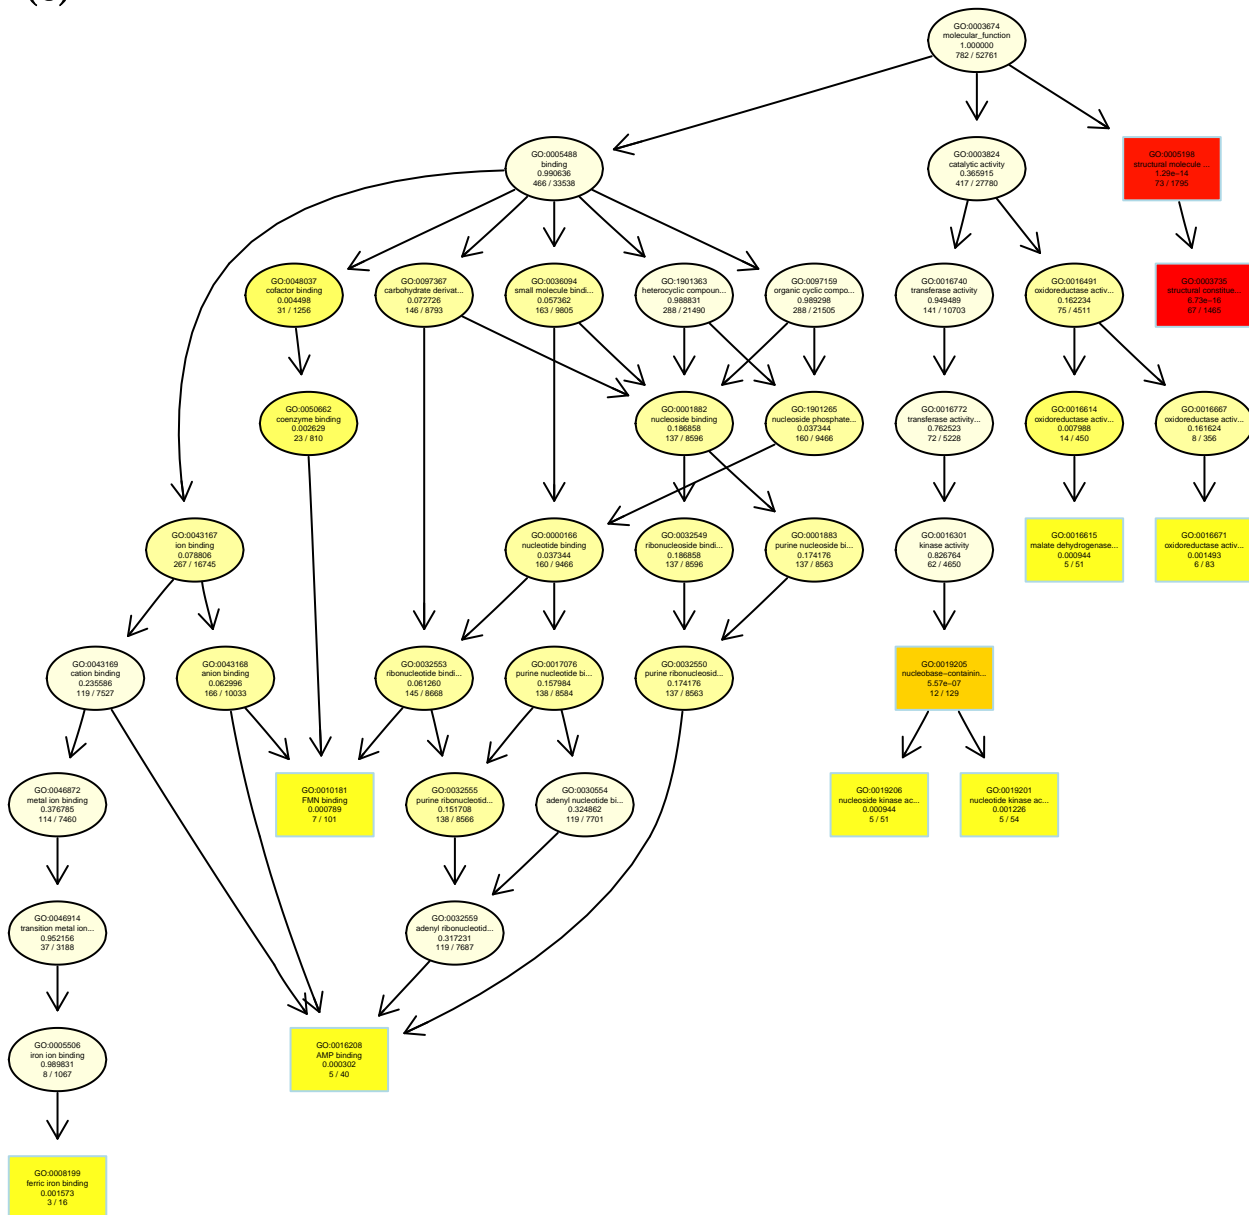 GO:0003674
molecular_function
1.000000
782 / 52761
GO:0005488
binding
0.990636
466 / 33538
GO:0003824
catalytic activity
0.365915
417 / 27780
GO:0005198
structural molecule ...
1.29e−14
73 / 1795
GO:0048037
cofactor binding
0.004498
31 / 1256
GO:0097367
carbohydrate derivat...
0.072726
146 / 8793
GO:0036094
small molecule bindi...
0.057362
163 / 9805
GO:1901363
heterocyclic compoun...
0.988831
288 / 21490
GO:0097159
organic cyclic compo...
0.989298
288 / 21505
GO:0016740
transferase activity
0.949489
141 / 10703
GO:0016491
oxidoreductase activ...
0.162234
75 / 4511
GO:0003735
structural constitue...
67 / 1465
GO:0050662
coenzyme binding
0.002629
23 / 810
GO:0001882
nucleoside binding
0.186858
137 / 8596
GO:1901265
nucleoside phosphate...
0.037344
160 / 9466
GO:0016772
transferase activity...
0.762523
72 / 5228
GO:0016614
oxidoreductase activ...
0.007988
14 / 450
GO:0016667
oxidoreductase activ...
0.161624
8 / 356
GO:0043167
ion binding
0.078806
267 / 16745
GO:0000166
nucleotide binding
0.037344
160 / 9466
GO:0032549
ribonucleoside bindi...
0.186858
137 / 8596
GO:0001883
purine nucleoside bi...
0.174176
137 / 8563
GO:0016301
kinase activity
0.826764
62 / 4650
GO:0016615
malate dehydrogenase...
0.000944
5 / 51
GO:0016671
oxidoreductase activ...
0.001493
6 / 83
GO:0043169
cation binding
0.235586
119 / 7527
GO:0043168
anion binding
0.062996
166 / 10033
GO:0032553
ribonucleotide bindi...
0.061260
145 / 8668
GO:0017076
purine nucleotide bi...
0.157984
138 / 8584
GO:0032550
purine ribonucleosid...
0.174176
137 / 8563
GO:0019205
nucleobase−containin...
5.57e−07
12 / 129
GO:0046872
metal ion binding
0.376785
114 / 7460
GO:0010181
FMN binding
0.000789
7 / 101
GO:0032555
purine ribonucleotid...
0.151708
138 / 8566
GO:0030554
adenyl nucleotide bi...
0.324862
119 / 7701
GO:0019206
nucleoside kinase ac...
0.000944
5 / 51
GO:0019201
nucleotide kinase ac...
0.001226
5 / 54
GO:0046914
transition metal ion...
0.952156
37 / 3188
GO:0032559
adenyl ribonucleotid...
0.317231
119 / 7687
GO:0005506
iron ion binding
0.989831
8 / 1067
GO:0016208
AMP binding
0.000302
5 / 40
GO:0008199
ferric iron binding
0.001573
3 / 16